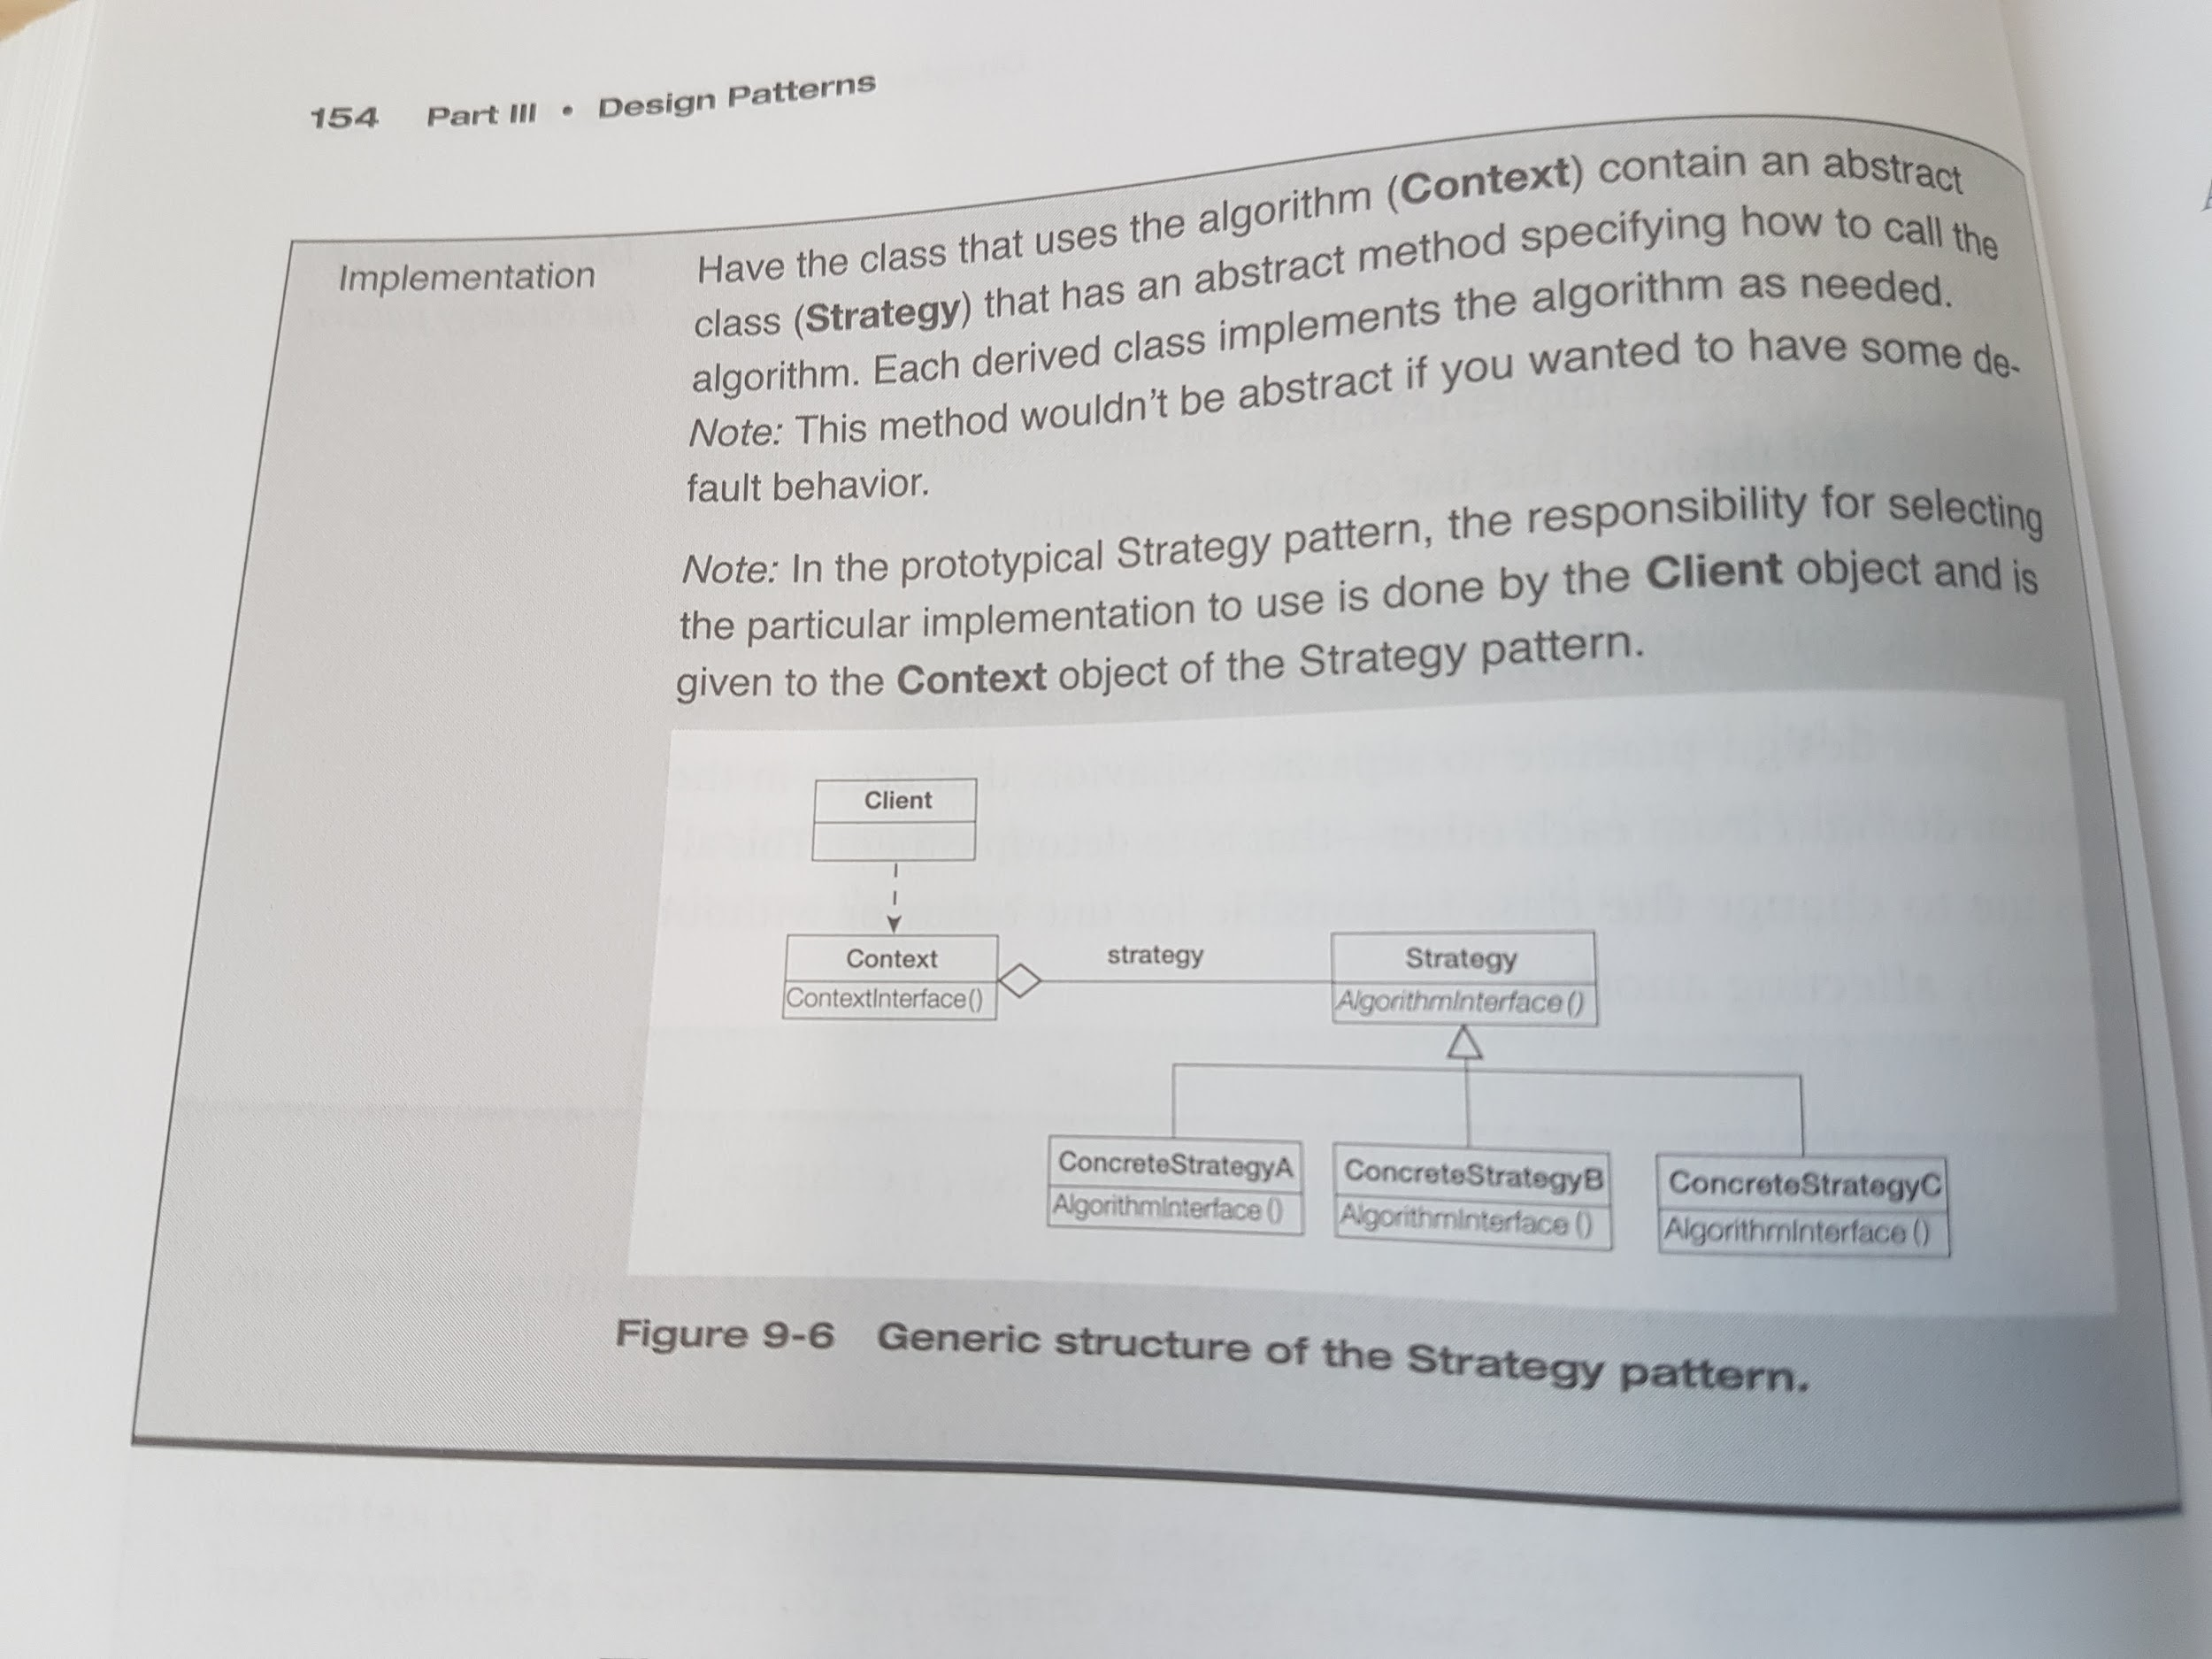 154 Part III • Design Patterns
Implementation
Have the class that uses the algorithm (Context) contain an abstract
class (Strategy) that has an abstract method specifying how to call the
algorithm. Each derived class implements the algorithm as needed.
Note: This method wouldn't be abstract if you wanted to have some de-
fault behavior.
Note: In the prototypical Strategy pattern, the responsibility for selecting
the particular implementation to use is done by the Client object and is
given to the Context object of the Strategy pattern.
Client
Context
ContextInterface()
strategy
Strategy
AlgorithmInterface ()
ConcreteStrategyA
AlgorithmInterface ()
ConcreteStrategyB
AlgorithmInterface ()
ConcreteStrategyC
AlgorithmInterface ()
Figure 9-6 Generic structure of the Strategy pattern.